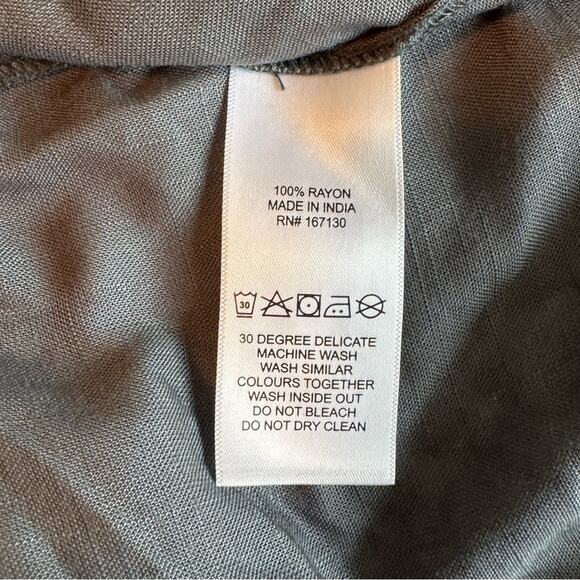 100% RAYON
MADE IN INDIA
RN# 167130
30
30 DEGREE DELICATE
MACHINE WASH
WASH SIMILAR
COLOURS TOGETHER
WASH INSIDE OUT
DO NOT BLEACH
DO NOT DRY CLEAN